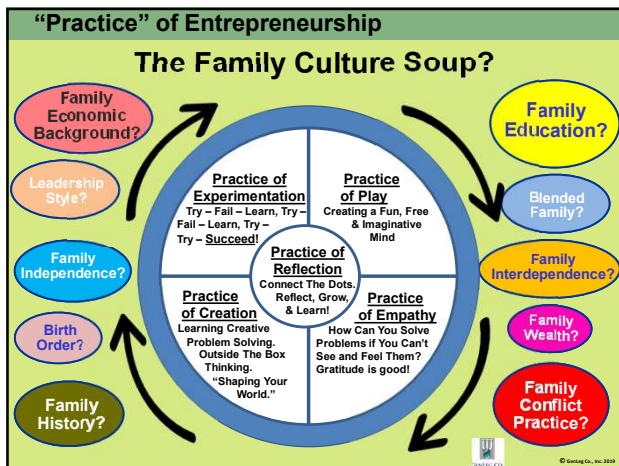 “Practice” of Entrepreneurship
The Family Culture Soup?
Family
Economic
Background?
Leadership
Style?
Family
Independence?
Birth
Order?
Family
History?
Practice of
Experimentation
Try – Fail – Learn, Try –
Fail – Learn, Try –
Try – Succeed!
Practice
of Play
Creating a Fun, Free
& Imaginative
Mind
Practice of
Reflection
Connect The Dots.
Reflect, Grow,
& Learn!
Practice
of Creation
Learning Creative
Problem Solving.
Outside The Box
Thinking.
“Shaping Your
World.”
Practice
of Empathy
How Can You Solve
Problems if You Can’t
See and Feel Them?
Gratitude is good!
Family
Education?
Blended
Family?
Family
Interdependence?
Family
Wealth?
Family
Conflict
Practice?
GENLEG CO.
© GenLeg Co., Inc. 2019